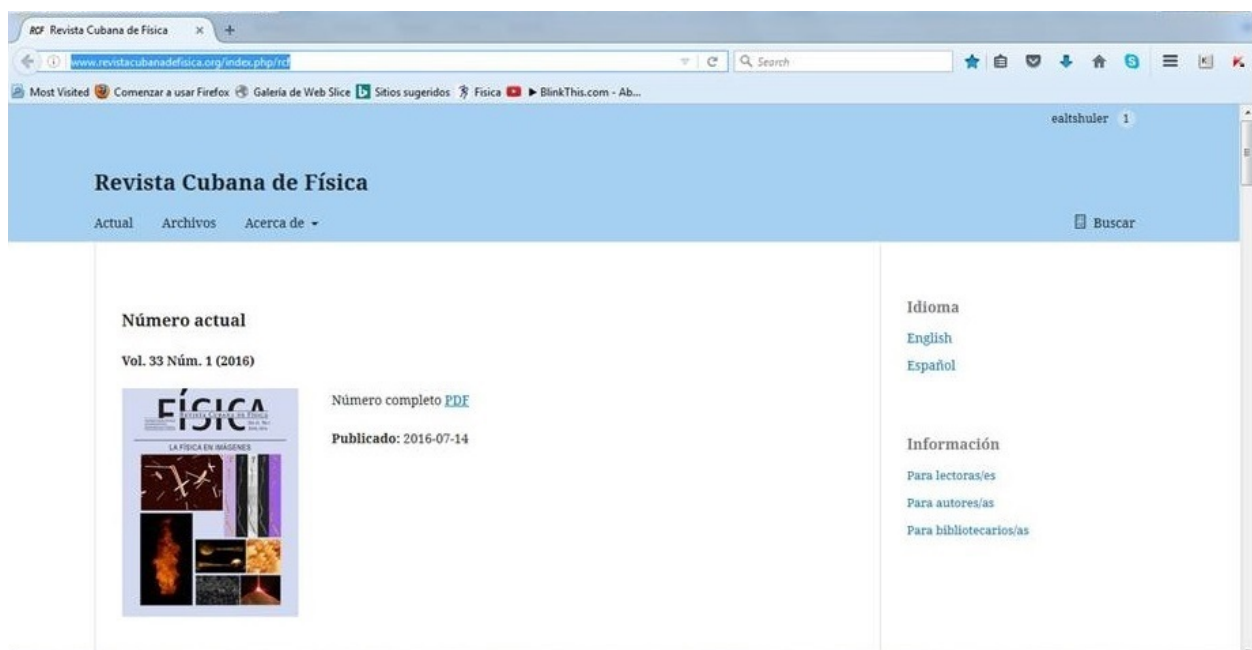 RCF Revista Cubana de Física
www.revistacubanadefisica.org/index.php/rcf
Search
Most Visited Comenzar a usar Firefox Galería de Web Slice Sitios sugeridos Fisica BlinkThis.com - Ab...
ealtshuler 1
Revista Cubana de Física
Actual Archivos Acerca de Buscar
Número actual
Vol. 33 Núm. 1 (2016)
FÍSICA
Revista Cubana de Física
LA FÍSICA EN IMÁGENES
Número completo PDF
Publicado: 2016-07-14
Idioma
English
Español
Información
Para lectoras/es
Para autores/as
Para bibliotecarios/as